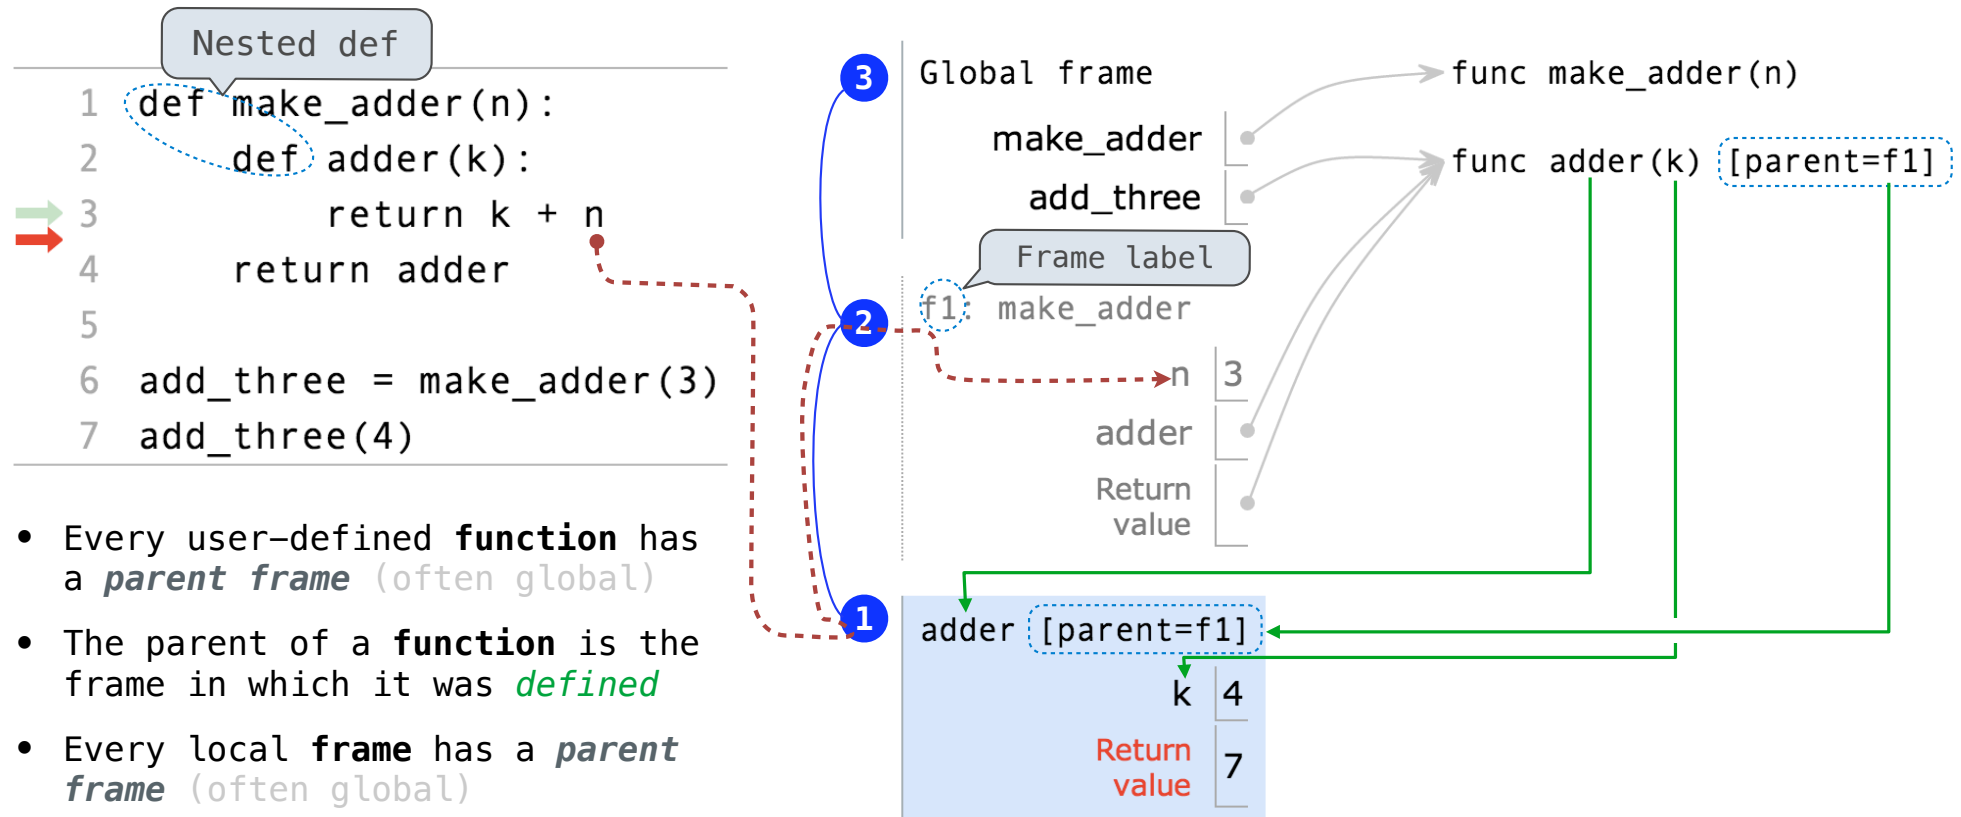 Nested def
1 def make_adder(n):
2 def adder(k):
3 return k + n
4 return adder
5
6 add_three = make_adder(3)
7 add_three(4)
• Every user-defined function has
a parent frame (often global)
• The parent of a function is the
frame in which it was defined
• Every local frame has a parent
frame (often global)
3
Global frame
make_adder
add_three
func make_adder(n)
func adder(k) [parent=f1]
Frame label
2
f1: make_adder
n 3
adder
Return
value
1
adder [parent=f1]
k 4
Return
value 7